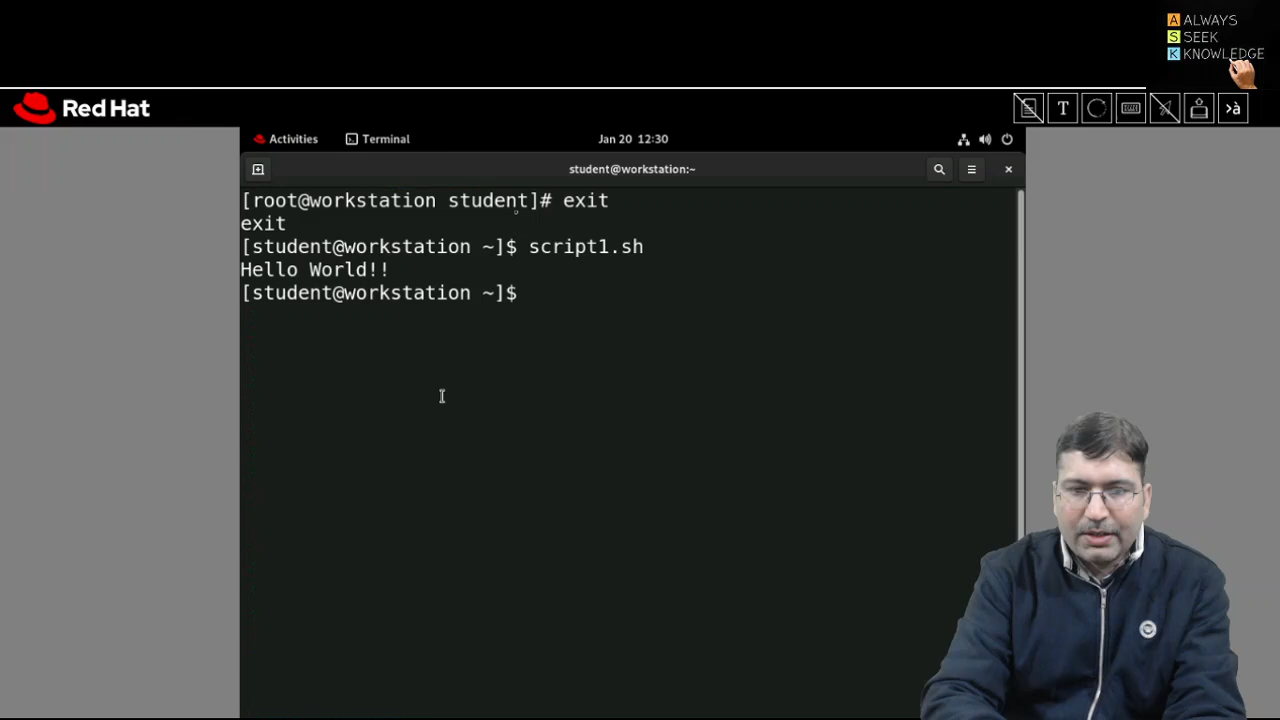 A ALWAYS
S SEEK
K KNOWLEDGE
Red Hat
T
›à
Activities
Terminal
Jan 20 12:30
student@workstation:~
[root@workstation student]# exit
exit
[student@workstation ~]$ script1.sh
Hello World!!
[student@workstation ~]$